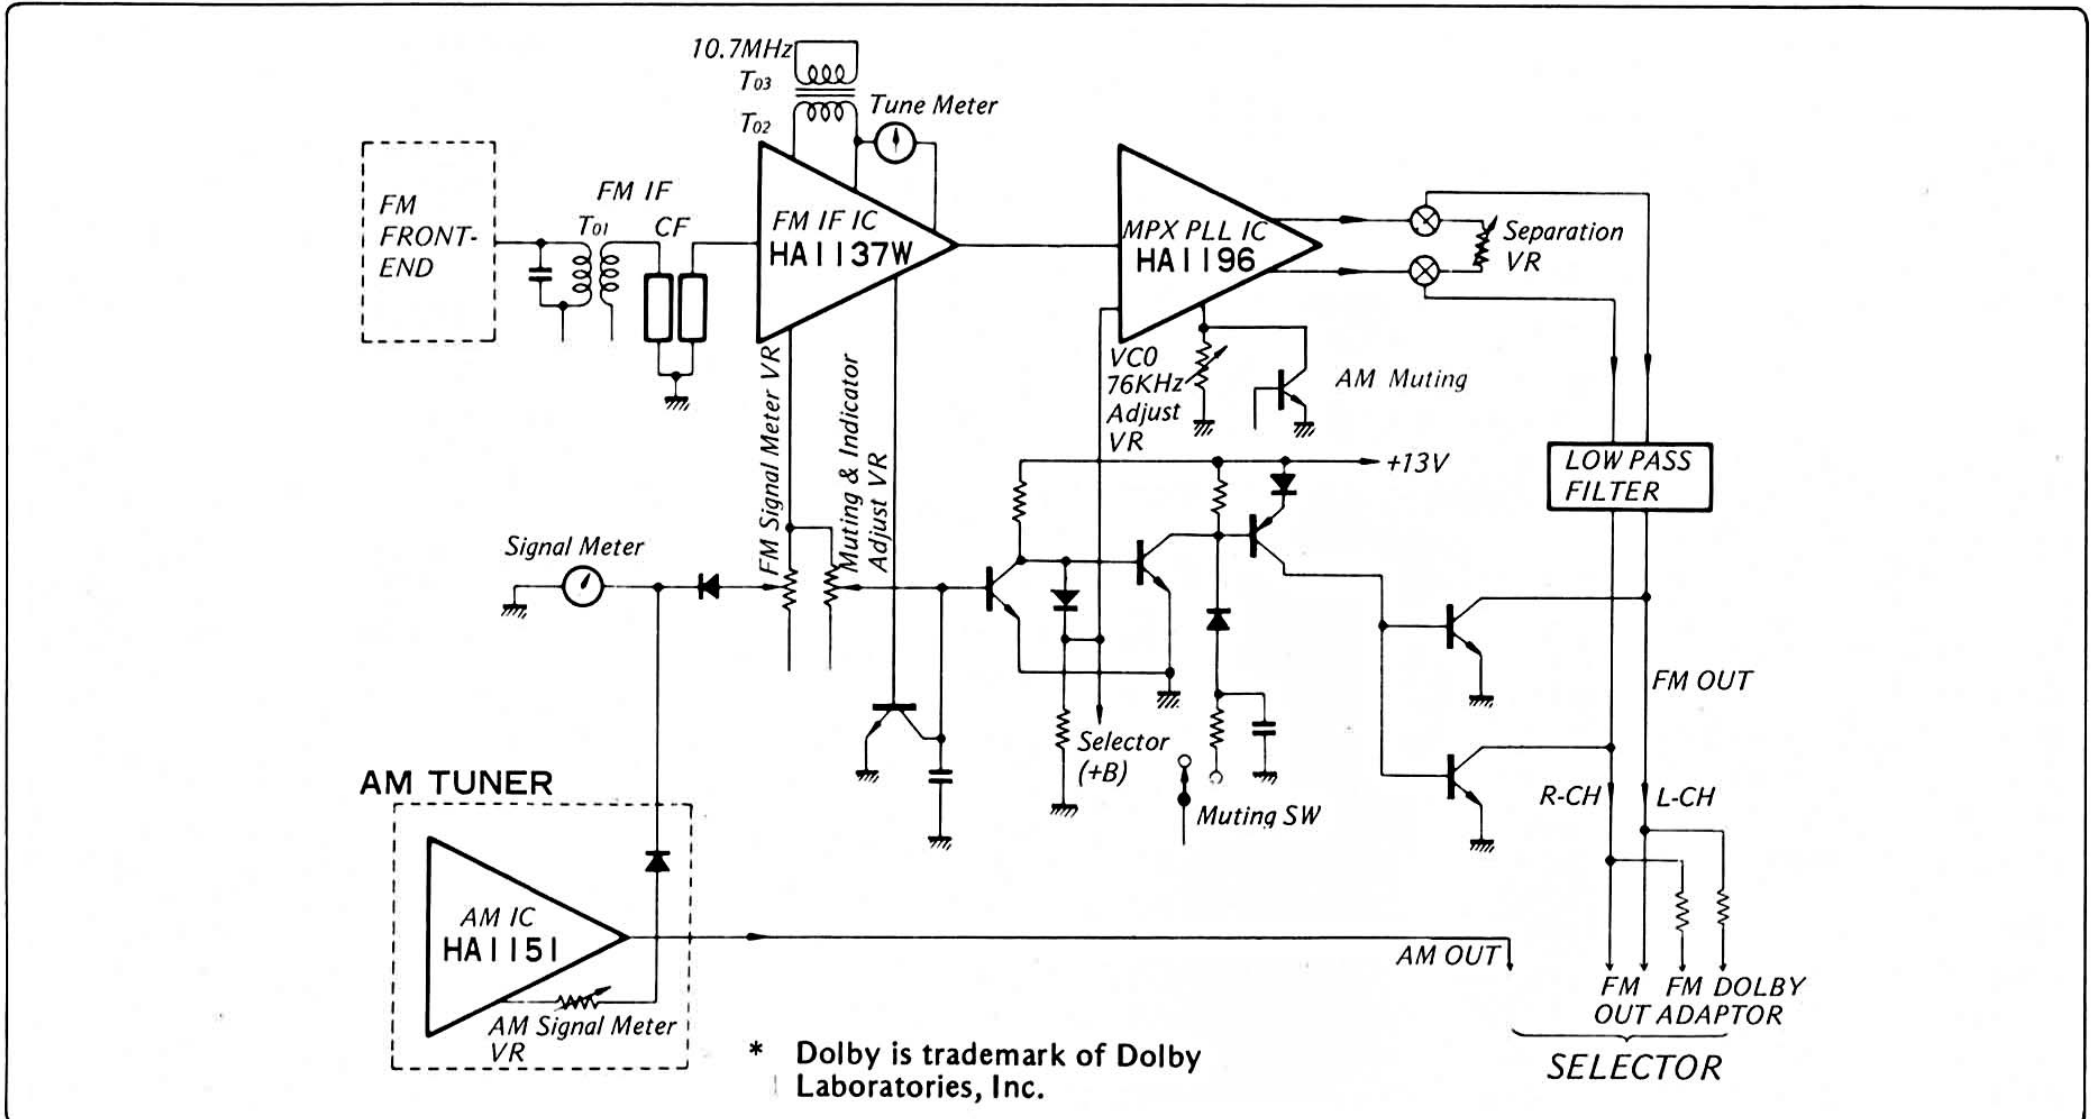 10.7MHz
T03
T02
Tune Meter
FM
FRONT-
END
FM IF
T01
CF
FM IF IC
HA1137W
MPX PLL IC
HA1196
Separation
VR
VCO
76KHz
Adjust
VR
AM Muting
+13V
LOW PASS
FILTER
FM Signal Meter VR
Muting & Indicator
Adjust VR
Signal Meter
Selector
(+B)
Muting SW
FM OUT
R-CH
L-CH
AM TUNER
AM IC
HA1151
AM Signal Meter
VR
AM OUT
FM
OUT
FM DOLBY
ADAPTOR
SELECTOR
* Dolby is trademark of Dolby
Laboratories, Inc.